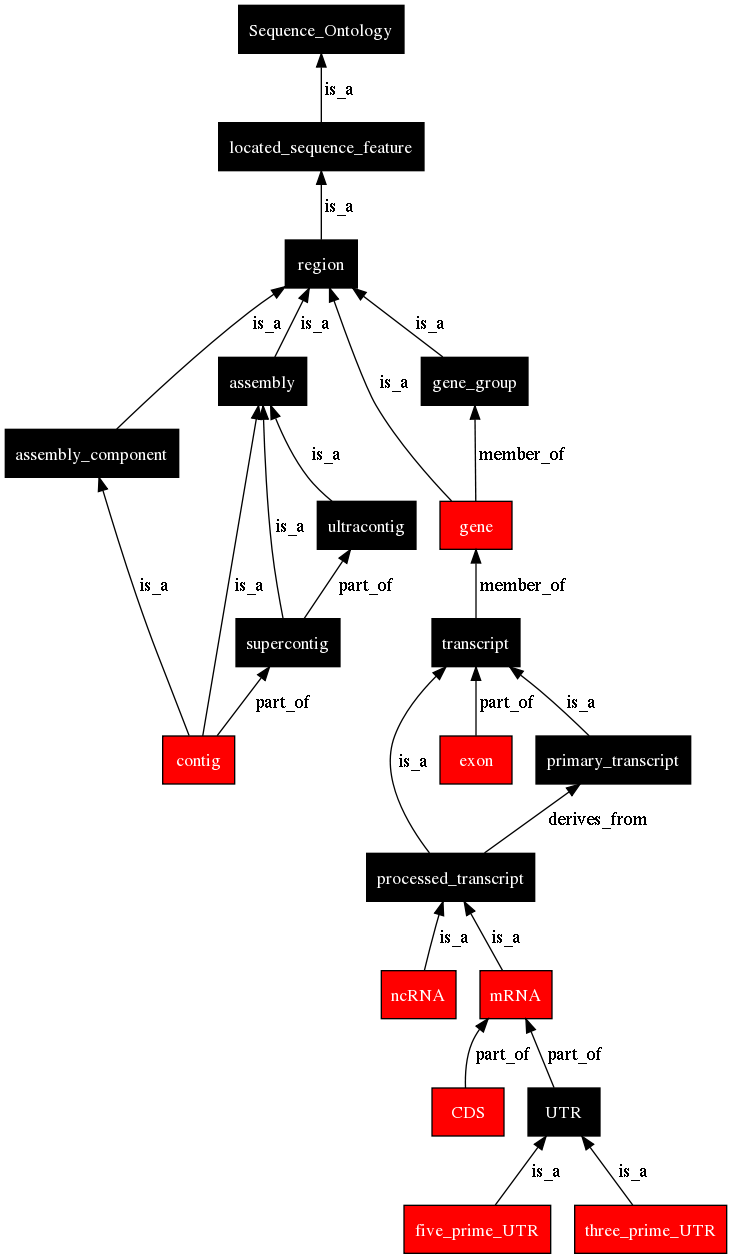 Sequence_Ontology
is_a
located_sequence_feature
is_a
region
is_a
is_a
is_a
is_a
assembly
gene_group
assembly_component
is_a
member_of
ultracontig
gene
is_a
is_a
is_a
part_of
member_of
supercontig
transcript
part_of
part_of
is_a
contig
exon
primary_transcript
is_a
derives_from
processed_transcript
is_a
is_a
ncRNA
mRNA
part_of
part_of
CDS
UTR
is_a
is_a
five_prime_UTR
three_prime_UTR